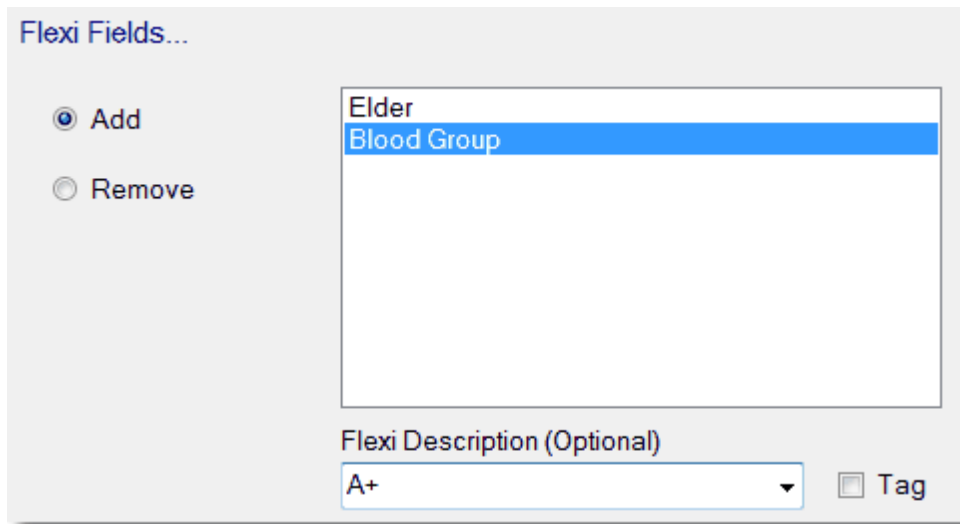 Flexi Fields...
Add
Remove
Elder
Blood Group
Flexi Description (Optional)
A+
Tag